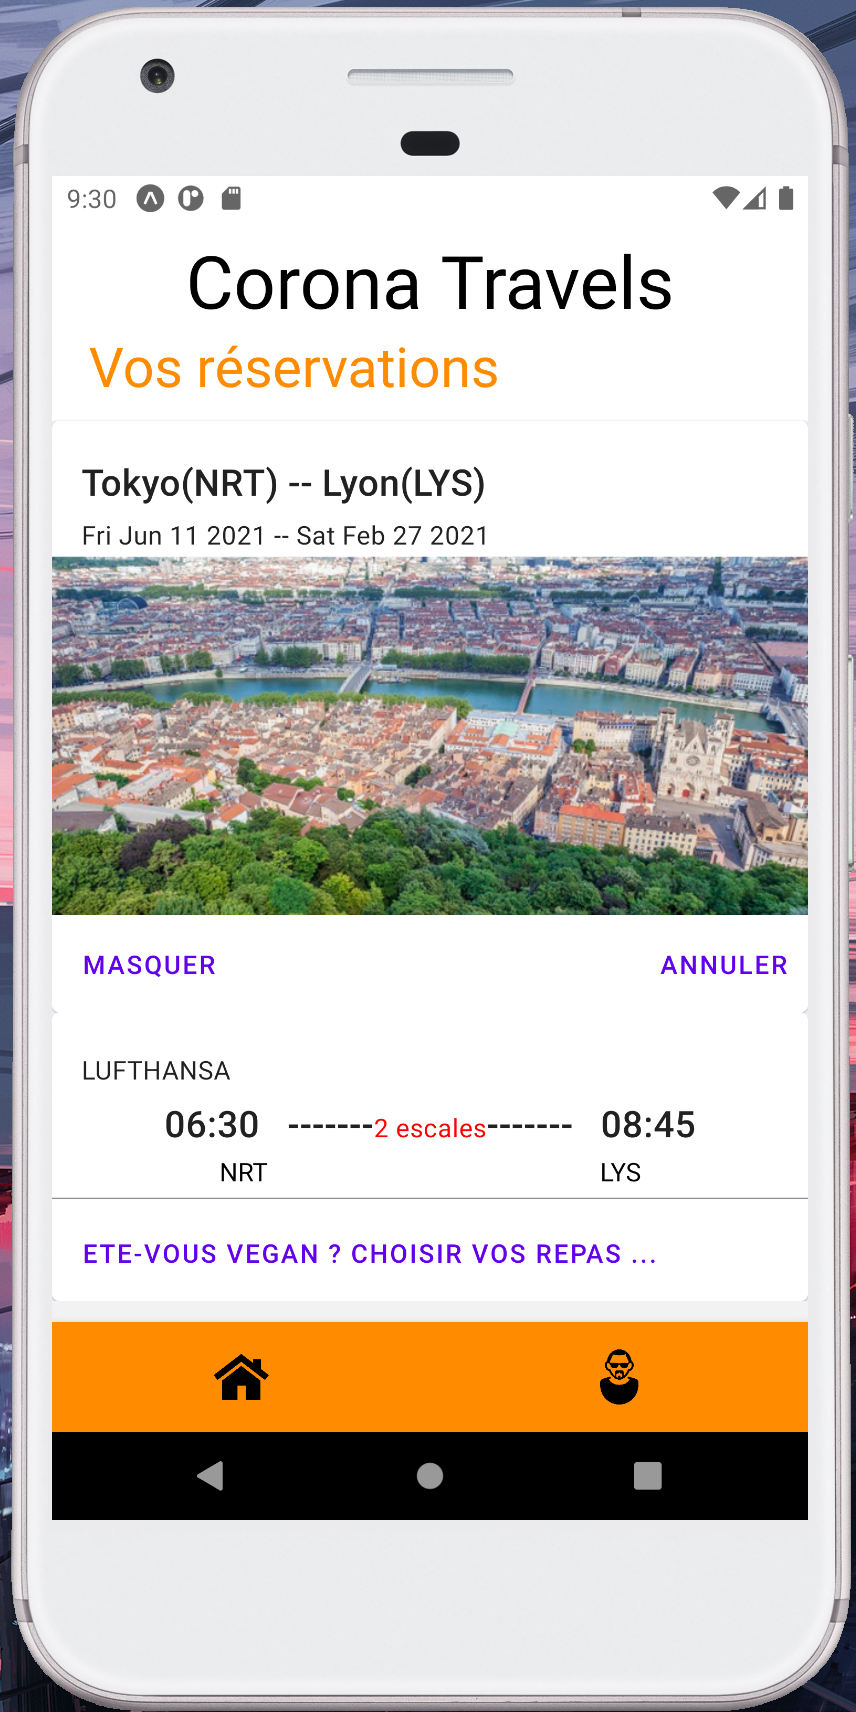 9:30
Corona Travels
Vos réservations
Tokyo(NRT) -- Lyon(LYS)
Fri Jun 11 2021 -- Sat Feb 27 2021
MASQUER ANNULER
LUFTHANSA
06:30 -------2 escales------- 08:45
NRT LYS
ETE-VOUS VEGAN ? CHOISIR VOS REPAS ...